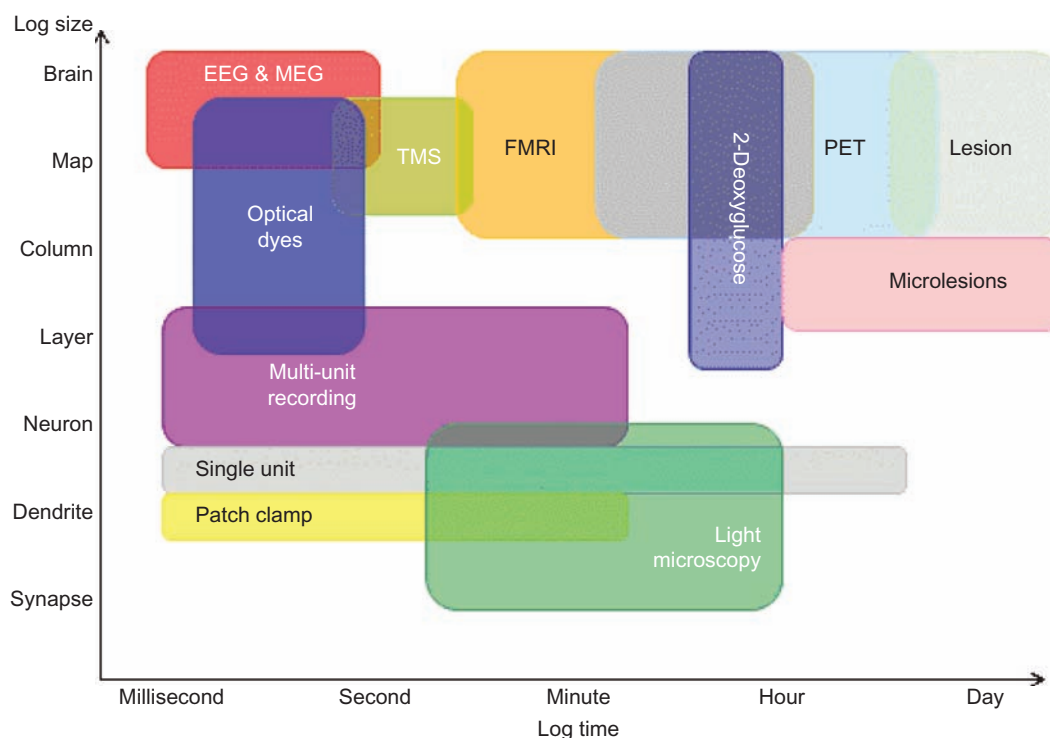 Log size
Brain
Map
Column
Layer
Neuron
Dendrite
Synapse
EEG & MEG
TMS
FMRI
2-Deoxyglucose
PET
Lesion
Optical
dyes
Microlesions
Multi-unit
recording
Single unit
Patch clamp
Light
microscopy
Millisecond
Second
Minute
Hour
Day
Log time